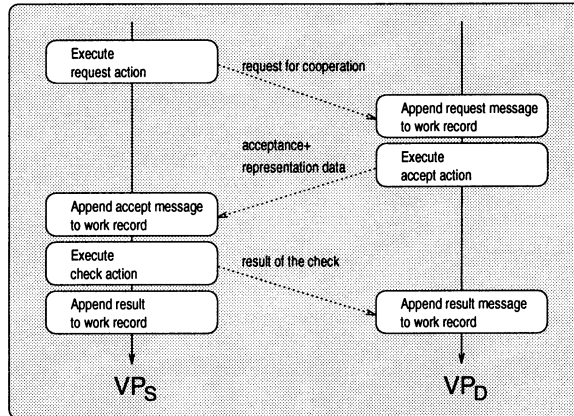 Execute
request action
request for cooperation
Append request message
to work record
acceptance+
representation data
Execute
accept action
Append accept message
to work record
Execute
check action
result of the check
Append result
to work record
Append result message
to work record
VPS
VPD